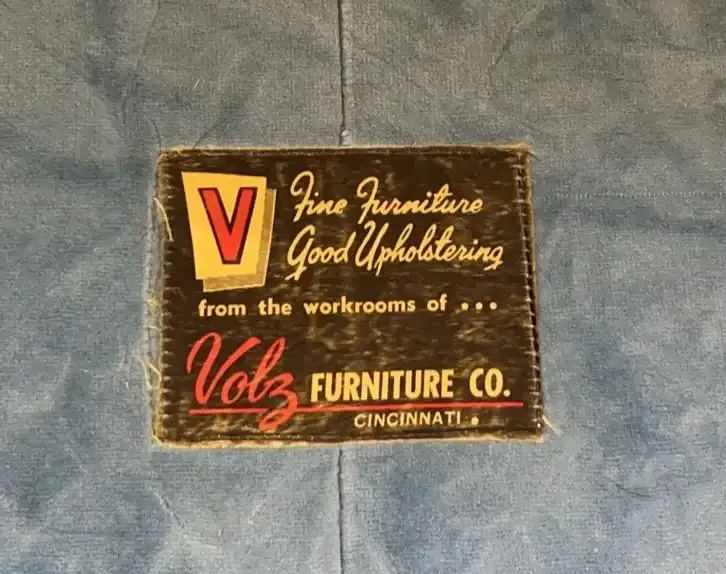 V
Fine Furniture
Good Upholstering
from the workrooms of ...
Volz FURNITURE CO.
CINCINNATI.